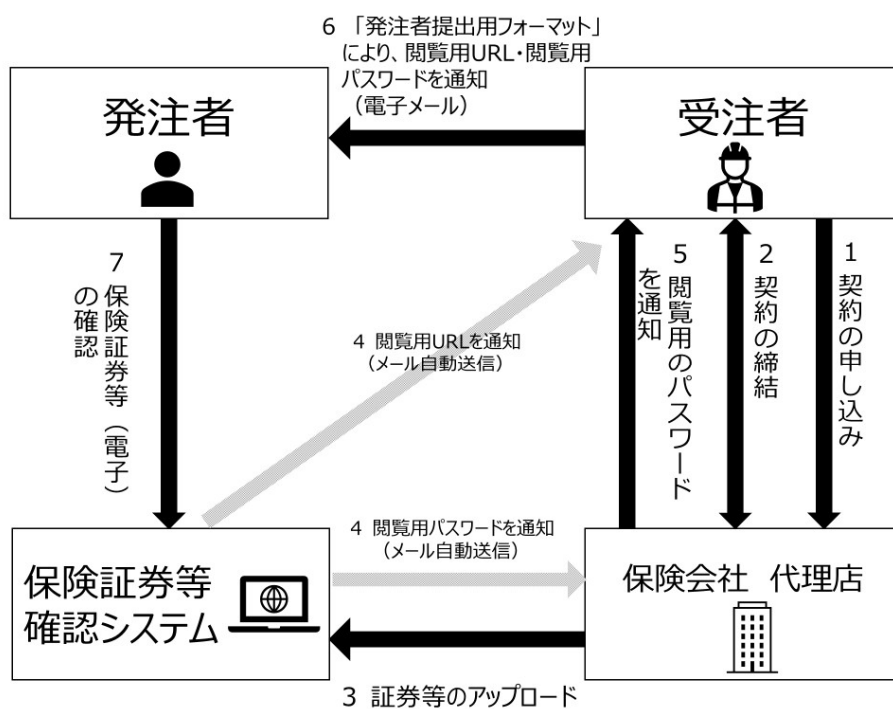 6 「発注者提出用フォーマット」
により、閲覧用URL・閲覧用
パスワードを通知
（電子メール）
発注者
受注者
7 保険証券等（電子）
の確認
4 閲覧用URLを通知
（メール自動送信）
5 閲覧用のパスワード
を通知
2 契約の締結
1 契約の申し込み
4 閲覧用パスワードを通知
（メール自動送信）
保険証券等
確認システム
保険会社 代理店
3 証券等のアップロード